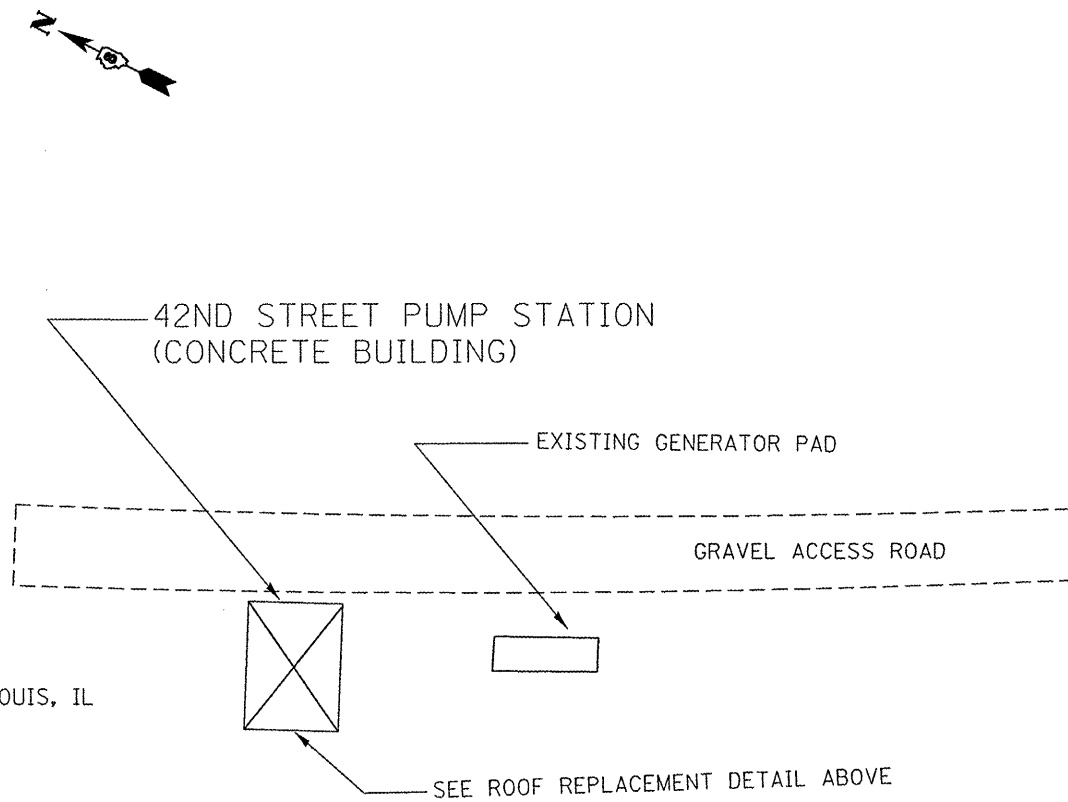 N
42ND STREET PUMP STATION
(CONCRETE BUILDING)
EXISTING GENERATOR PAD
GRAVEL ACCESS ROAD
OUIS, IL
SEE ROOF REPLACEMENT DETAIL ABOVE